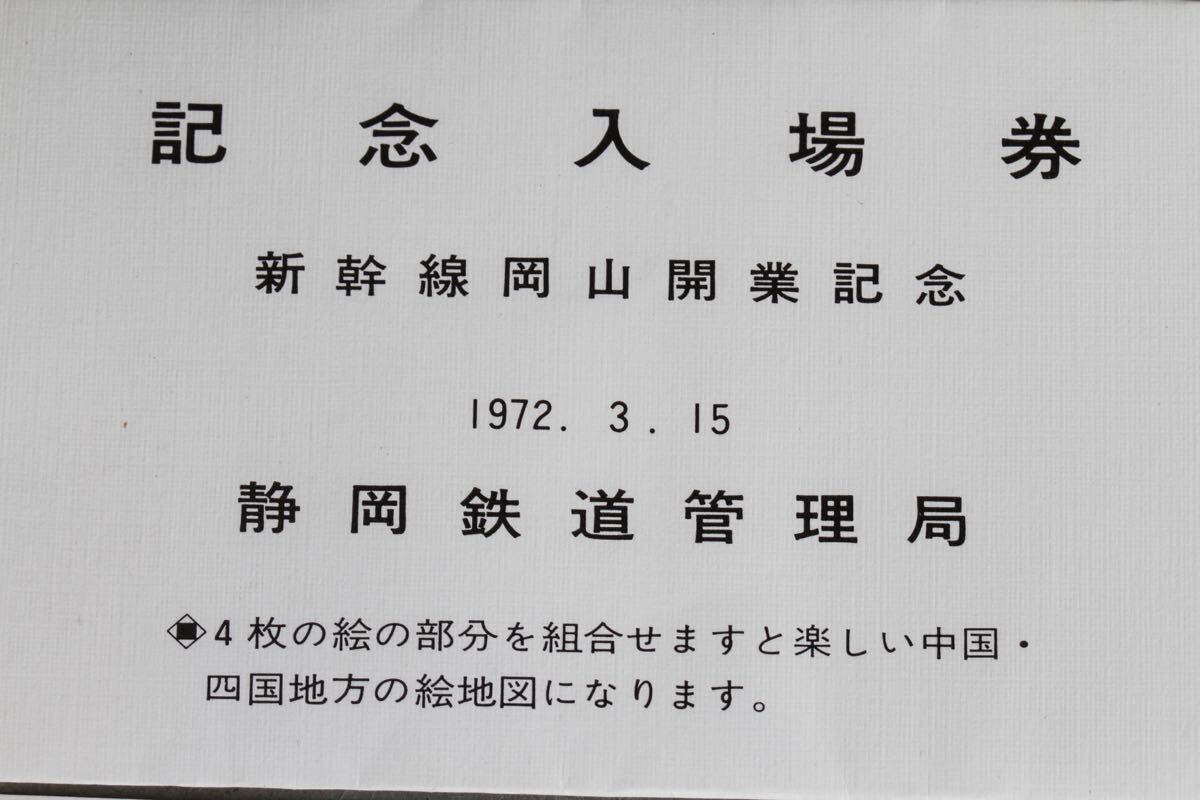 記念入場券
新幹線岡山開業記念
1972. 3. 15
静岡鉄道管理局
◈4枚の絵の部分を組合せますと楽しい中国・
四国地方の絵地図になります。